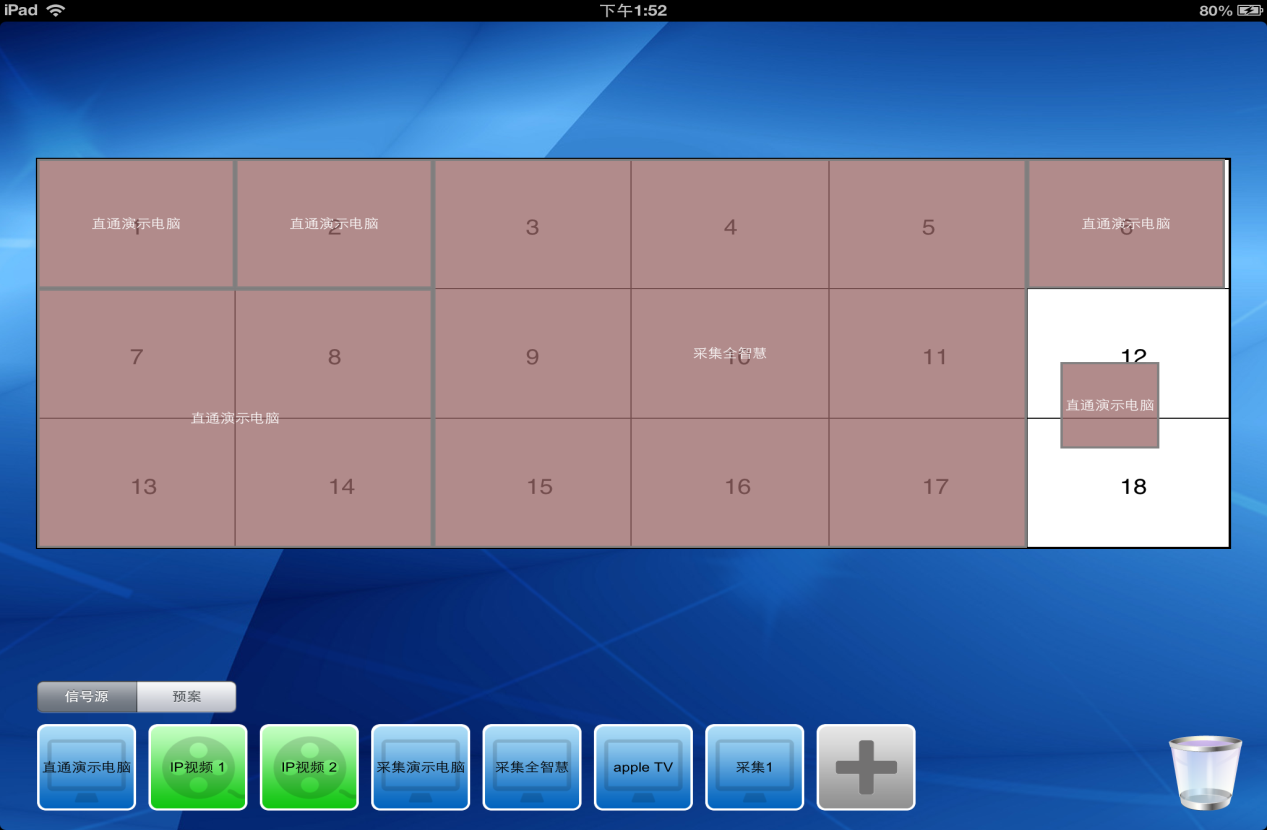 iPad 下午1:52 80%
1 2 3 4 5 6
直通演示电脑 直通演示电脑 直通演示电脑
7 8 9 10 11 12
采集全智慧
直通演示电脑
直通演示电脑
13 14 15 16 17 18
信号源 预案
直通演示电脑 IP视频 1 IP视频 2 采集演示电脑 采集全智慧 apple TV 采集1